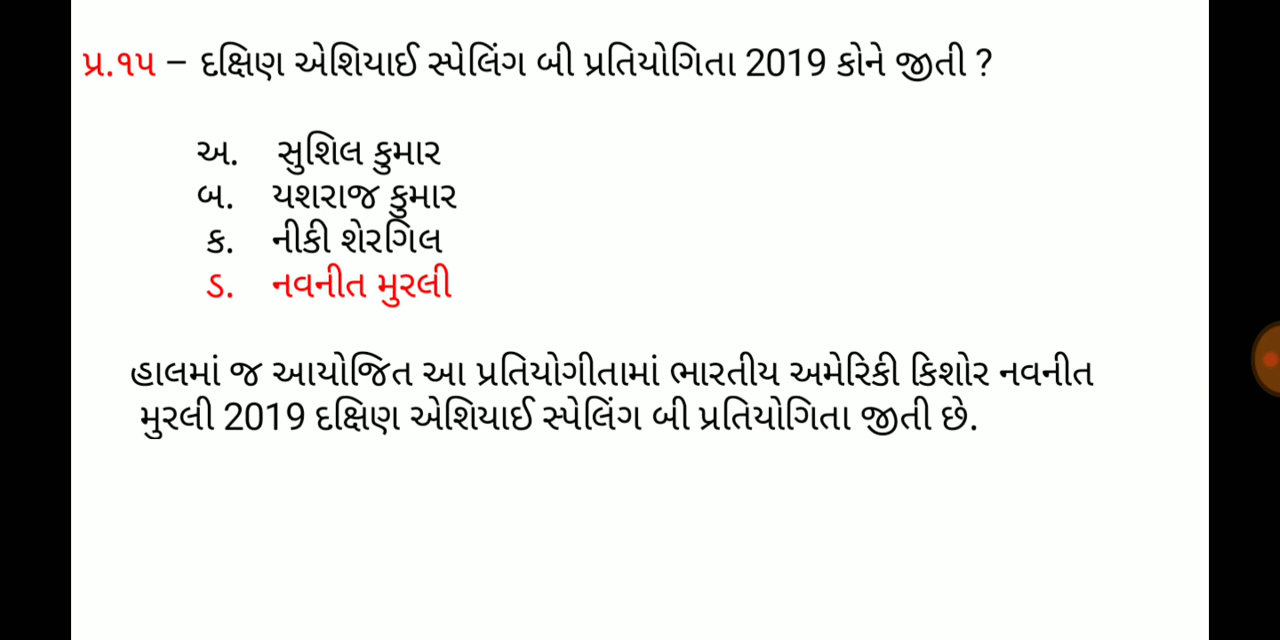 પ્ર.૧૫ – દક્ષિણ એશિયાઈ સ્પેલિંગ બી પ્રતિયોગિતા 2019 કોને જીતી ?
અ. સુશિલ કુમાર
બ. યશરાજ કુમાર
ક. નીકી શેરગિલ
ડ. નવનીત મુરલી
હાલમાં જ આયોજિત આ પ્રતિયોગીતામાં ભારતીય અમેરિકી કિશોર નવનીત
મુરલી 2019 દક્ષિણ એશિયાઈ સ્પેલિંગ બી પ્રતિયોગિતા જીતી છે.